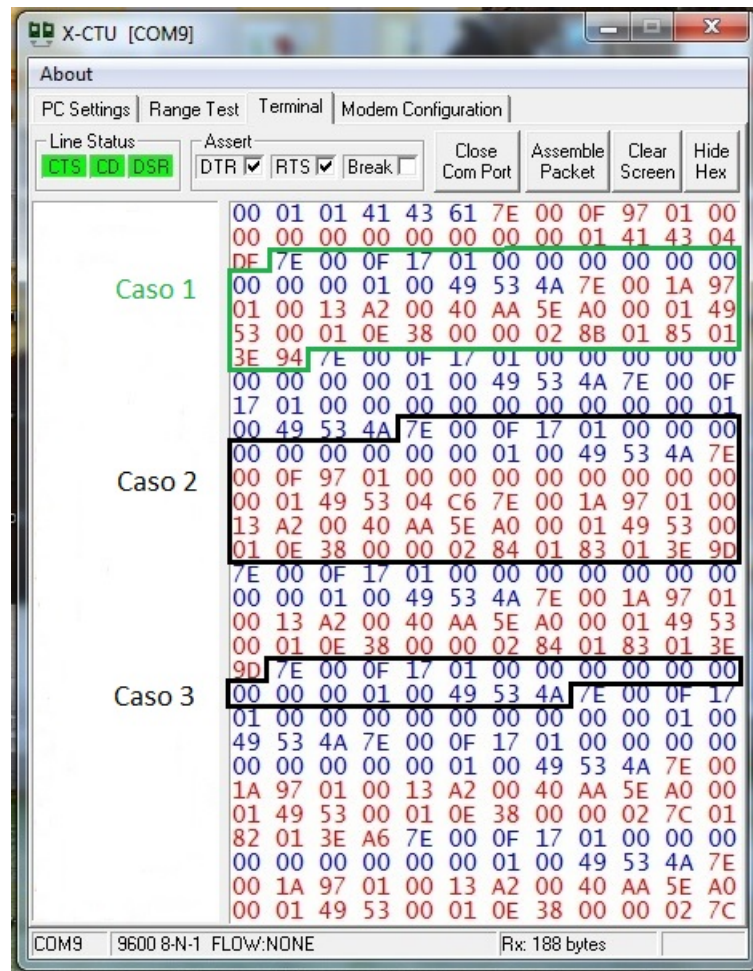 X-CTU [COM9]
About
PC Settings Range Test Terminal Modem Configuration
Line Status Assert
CTS CD DSR DTR RTS Break Close Com Port Assemble Packet Clear Screen Hide Hex
00 01 01 41 43 61 7E 00 0F 97 01 00
00 00 00 00 00 00 00 00 01 41 43 04
DE 7E 00 0F 17 01 00 00 00 00 00 00
Caso 1 00 00 00 01 00 49 53 4A 7E 00 1A 97
01 00 13 A2 00 40 AA 5E A0 00 01 49
53 00 01 0E 38 00 00 02 8B 01 85 01
3E 94 7E 00 0F 17 01 00 00 00 00 00
00 00 00 00 01 00 49 53 4A 7E 00 0F
17 01 00 00 00 00 00 00 00 00 00 01
00 49 53 4A 7E 00 0F 17 01 00 00 00
00 00 00 00 00 00 01 00 49 53 4A 7E
Caso 2 00 0F 97 01 00 00 00 00 00 00 00 00
00 01 49 53 04 C6 7E 00 1A 97 01 00
13 A2 00 40 AA 5E A0 00 01 49 53 00
01 0E 38 00 00 02 84 01 83 01 3E 9D
7E 00 0F 17 01 00 00 00 00 00 00 00
00 00 01 00 49 53 4A 7E 00 1A 97 01
00 13 A2 00 40 AA 5E A0 00 01 49 53
00 01 0E 38 00 00 02 84 01 83 01 3E
9D 7E 00 0F 17 01 00 00 00 00 00 00
Caso 3 00 00 00 01 00 49 53 4A 7E 00 0F 17
01 00 00 00 00 00 00 00 00 00 01 00
49 53 4A 7E 00 0F 17 01 00 00 00 00
00 00 00 00 00 01 00 49 53 4A 7E 00
1A 97 01 00 13 A2 00 40 AA 5E A0 00
01 49 53 00 01 0E 38 00 00 02 7C 01
82 01 3E A6 7E 00 0F 17 01 00 00 00
00 00 00 00 00 00 01 00 49 53 4A 7E
00 1A 97 01 00 13 A2 00 40 AA 5E A0
00 01 49 53 00 01 0E 38 00 00 02 7C
COM9 9600 8-N-1 FLOW:NONE Rx: 188 bytes